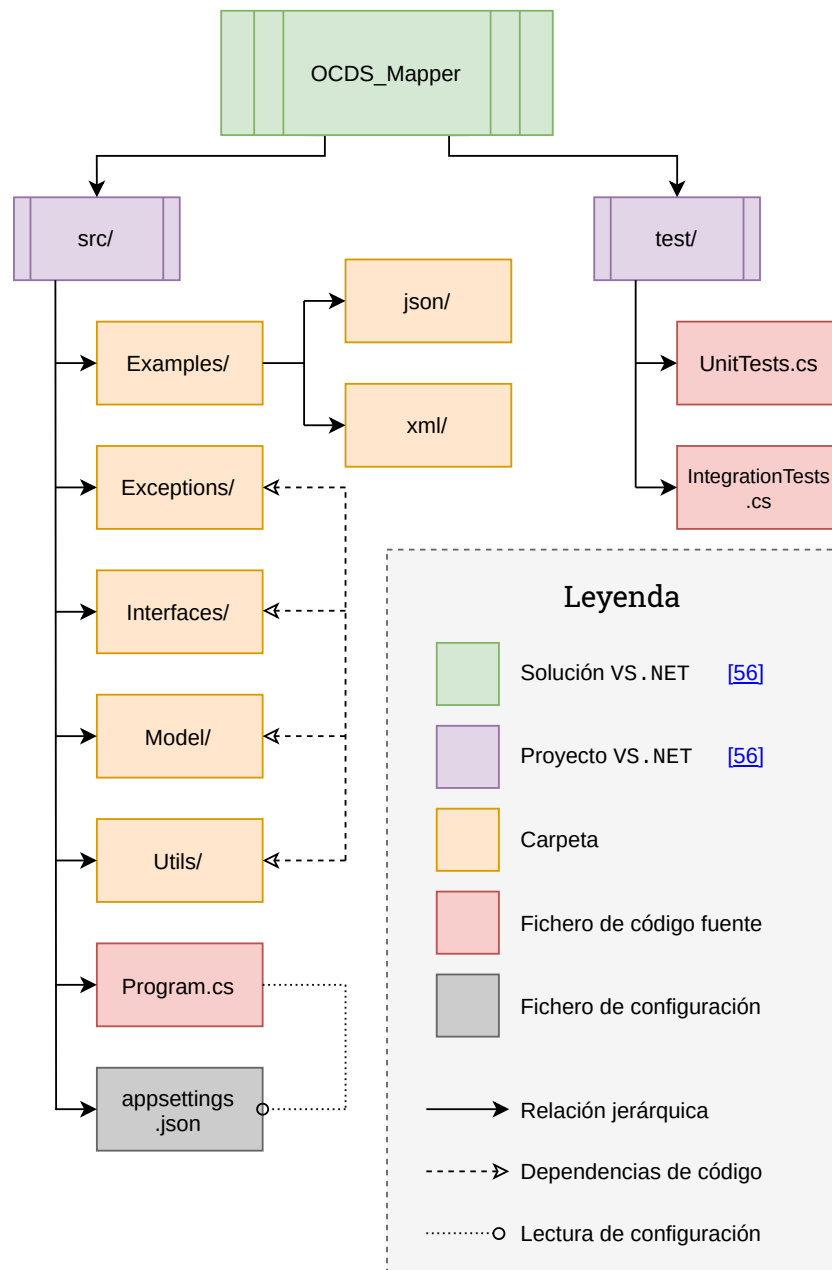 OCDS_Mapper
src/
test/
json/
Examples/
UnitTests.cs
xml/
Exceptions/
IntegrationTests
.cs
Interfaces/
Model/
Utils/
Program.cs
appsettings
.json
Leyenda
Solución VS.NET [56]
Proyecto VS.NET [56]
Carpeta
Fichero de código fuente
Fichero de configuración
Relación jerárquica
Dependencias de código
Lectura de configuración